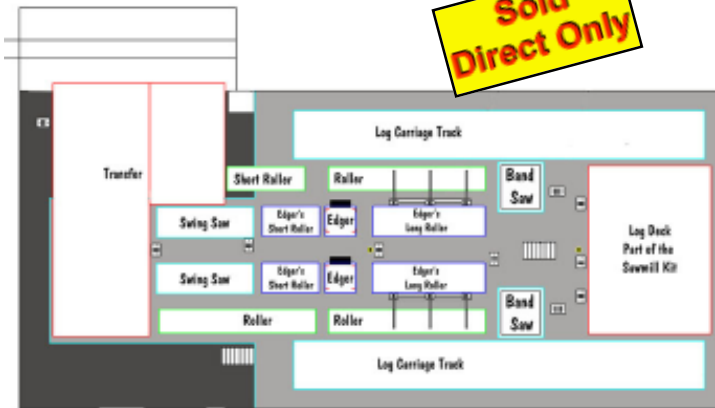 Sold
Direct Only
Log Carriage Track
Transfer
Short Roller
Roller
Band
Saw
Swing Saw
Edger's
Short Roller
Edger
Edger's
Long Roller
Log Deck
Part of the
Sawmill Kit
Swing Saw
Edger's
Short Roller
Edger
Edger's
Long Roller
Roller
Roller
Band
Saw
Log Carriage Track